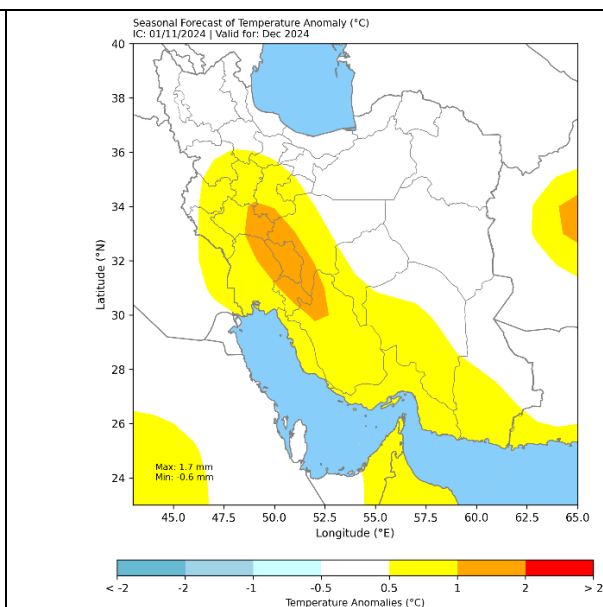 Seasonal Forecast of Temperature Anomaly (°C)
IC: 01/11/2024 | Valid for: Dec 2024
40
38
36
34
32
30
28
26
24
Latitude (°N)
Max: 1.7 mm
Min: -0.6 mm
45.0 47.5 50.0 52.5 55.0 57.5 60.0 62.5 65.0
Longitude (°E)
< -2 -2 -1 -0.5 0.5 1 2 > 2
Temperature Anomalies (°C)